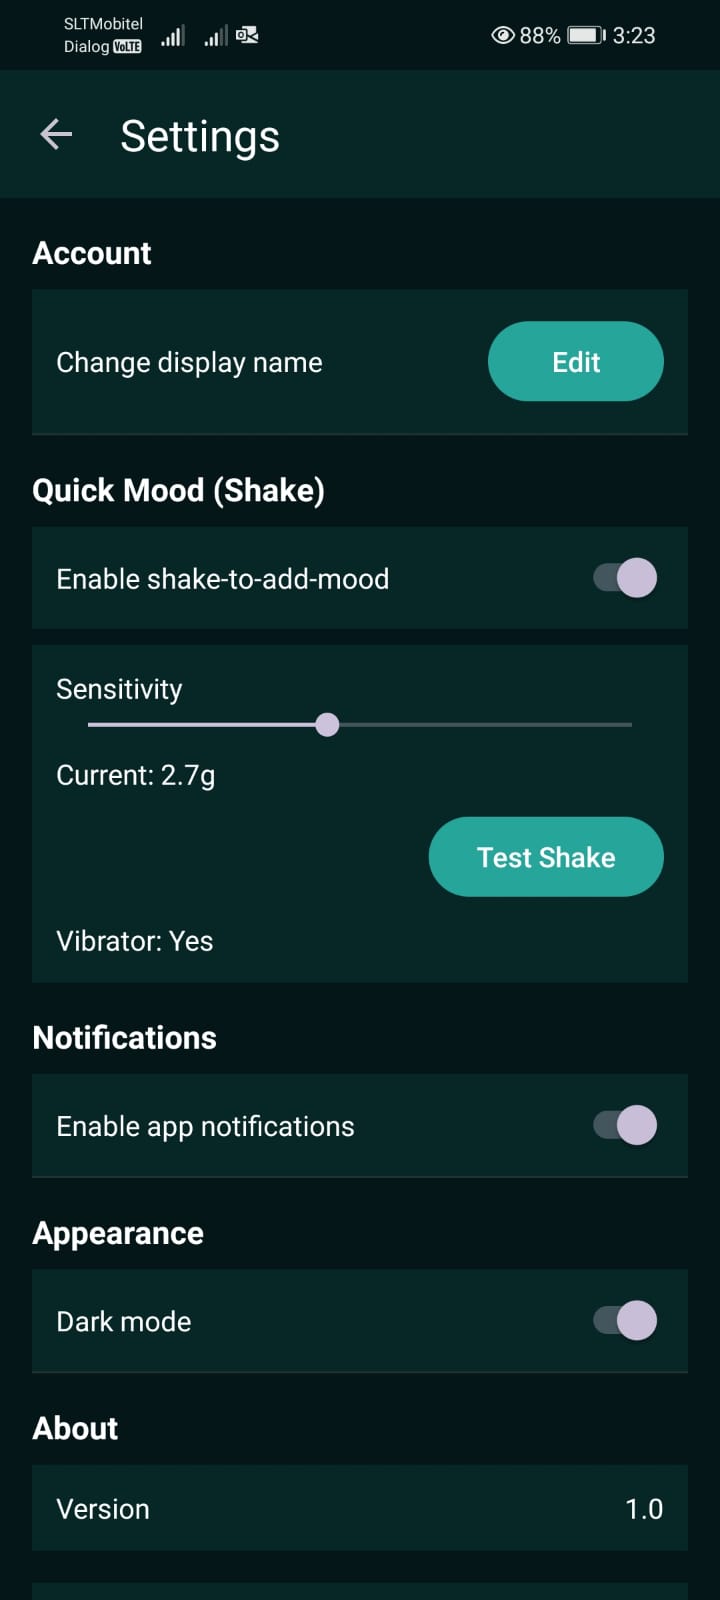 SLTMobitel
Dialog VoLTE
88% 3:23
Settings
Account
Change display name Edit
Quick Mood (Shake)
Enable shake-to-add-mood
Sensitivity
Current: 2.7g
Test Shake
Vibrator: Yes
Notifications
Enable app notifications
Appearance
Dark mode
About
Version 1.0